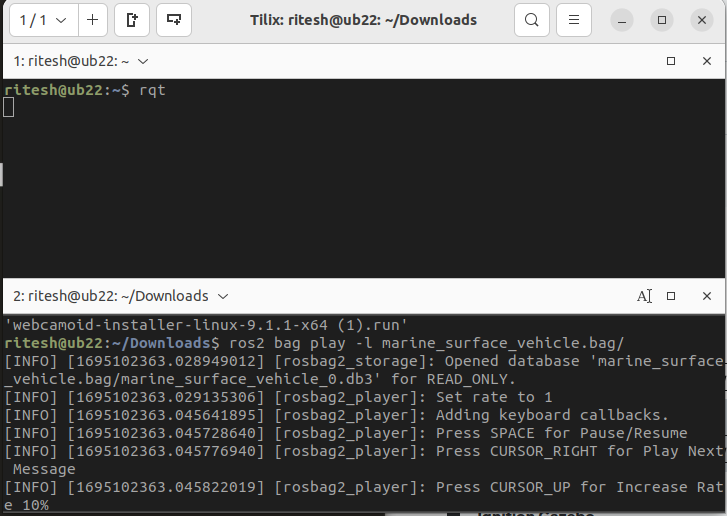 1 / 1
Tilix: ritesh@ub22: ~/Downloads
1: ritesh@ub22: ~
ritesh@ub22:~$ rqt
2: ritesh@ub22: ~/Downloads
'webcamoid-installer-linux-9.1.1-x64 (1).run'
ritesh@ub22:~/Downloads$ ros2 bag play -l marine_surface_vehicle.bag/
[INFO] [1695102363.028949012] [rosbag2_storage]: Opened database 'marine_surface
_vehicle.bag/marine_surface_vehicle_0.db3' for READ_ONLY.
[INFO] [1695102363.029135306] [rosbag2_player]: Set rate to 1
[INFO] [1695102363.045641895] [rosbag2_player]: Adding keyboard callbacks.
[INFO] [1695102363.045728640] [rosbag2_player]: Press SPACE for Pause/Resume
[INFO] [1695102363.045776940] [rosbag2_player]: Press CURSOR_RIGHT for Play Next
Message
[INFO] [1695102363.045822019] [rosbag2_player]: Press CURSOR_UP for Increase Rat
e 10%